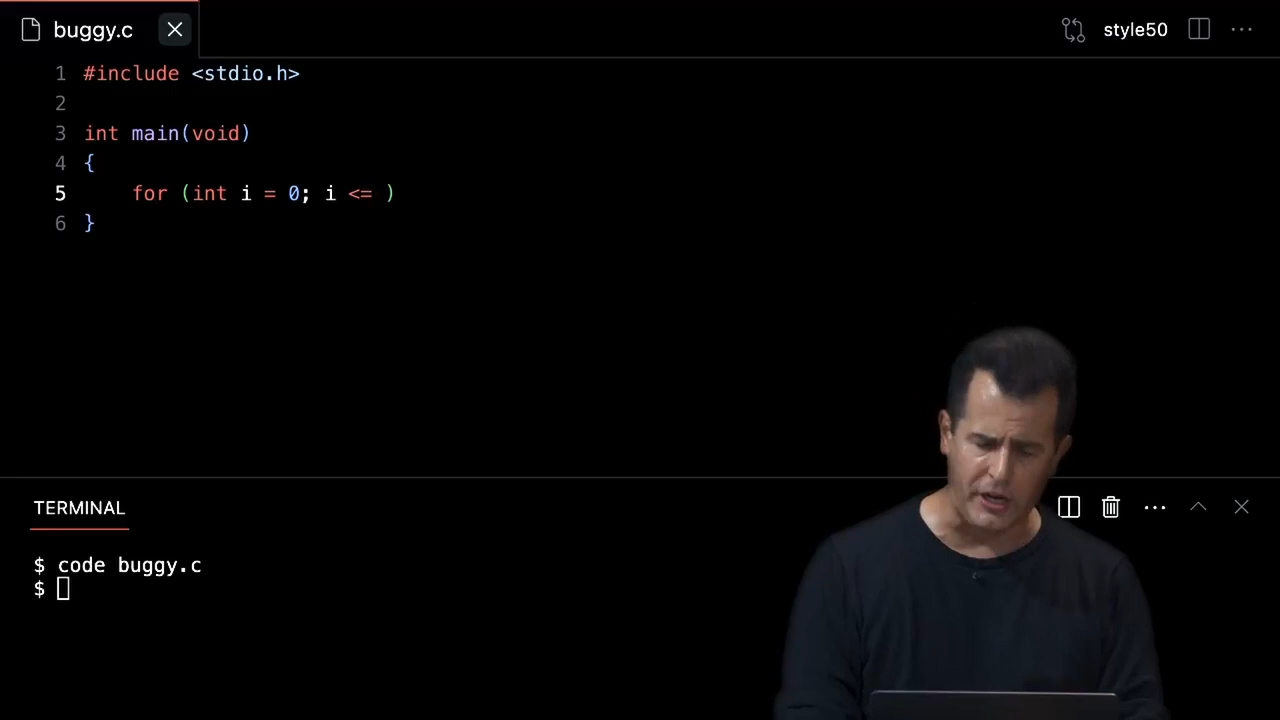 buggy.c
style50
1 #include <stdio.h>
2
3 int main(void)
4 {
5     for (int i = 0; i <= )
6 }
TERMINAL
$ code buggy.c
$